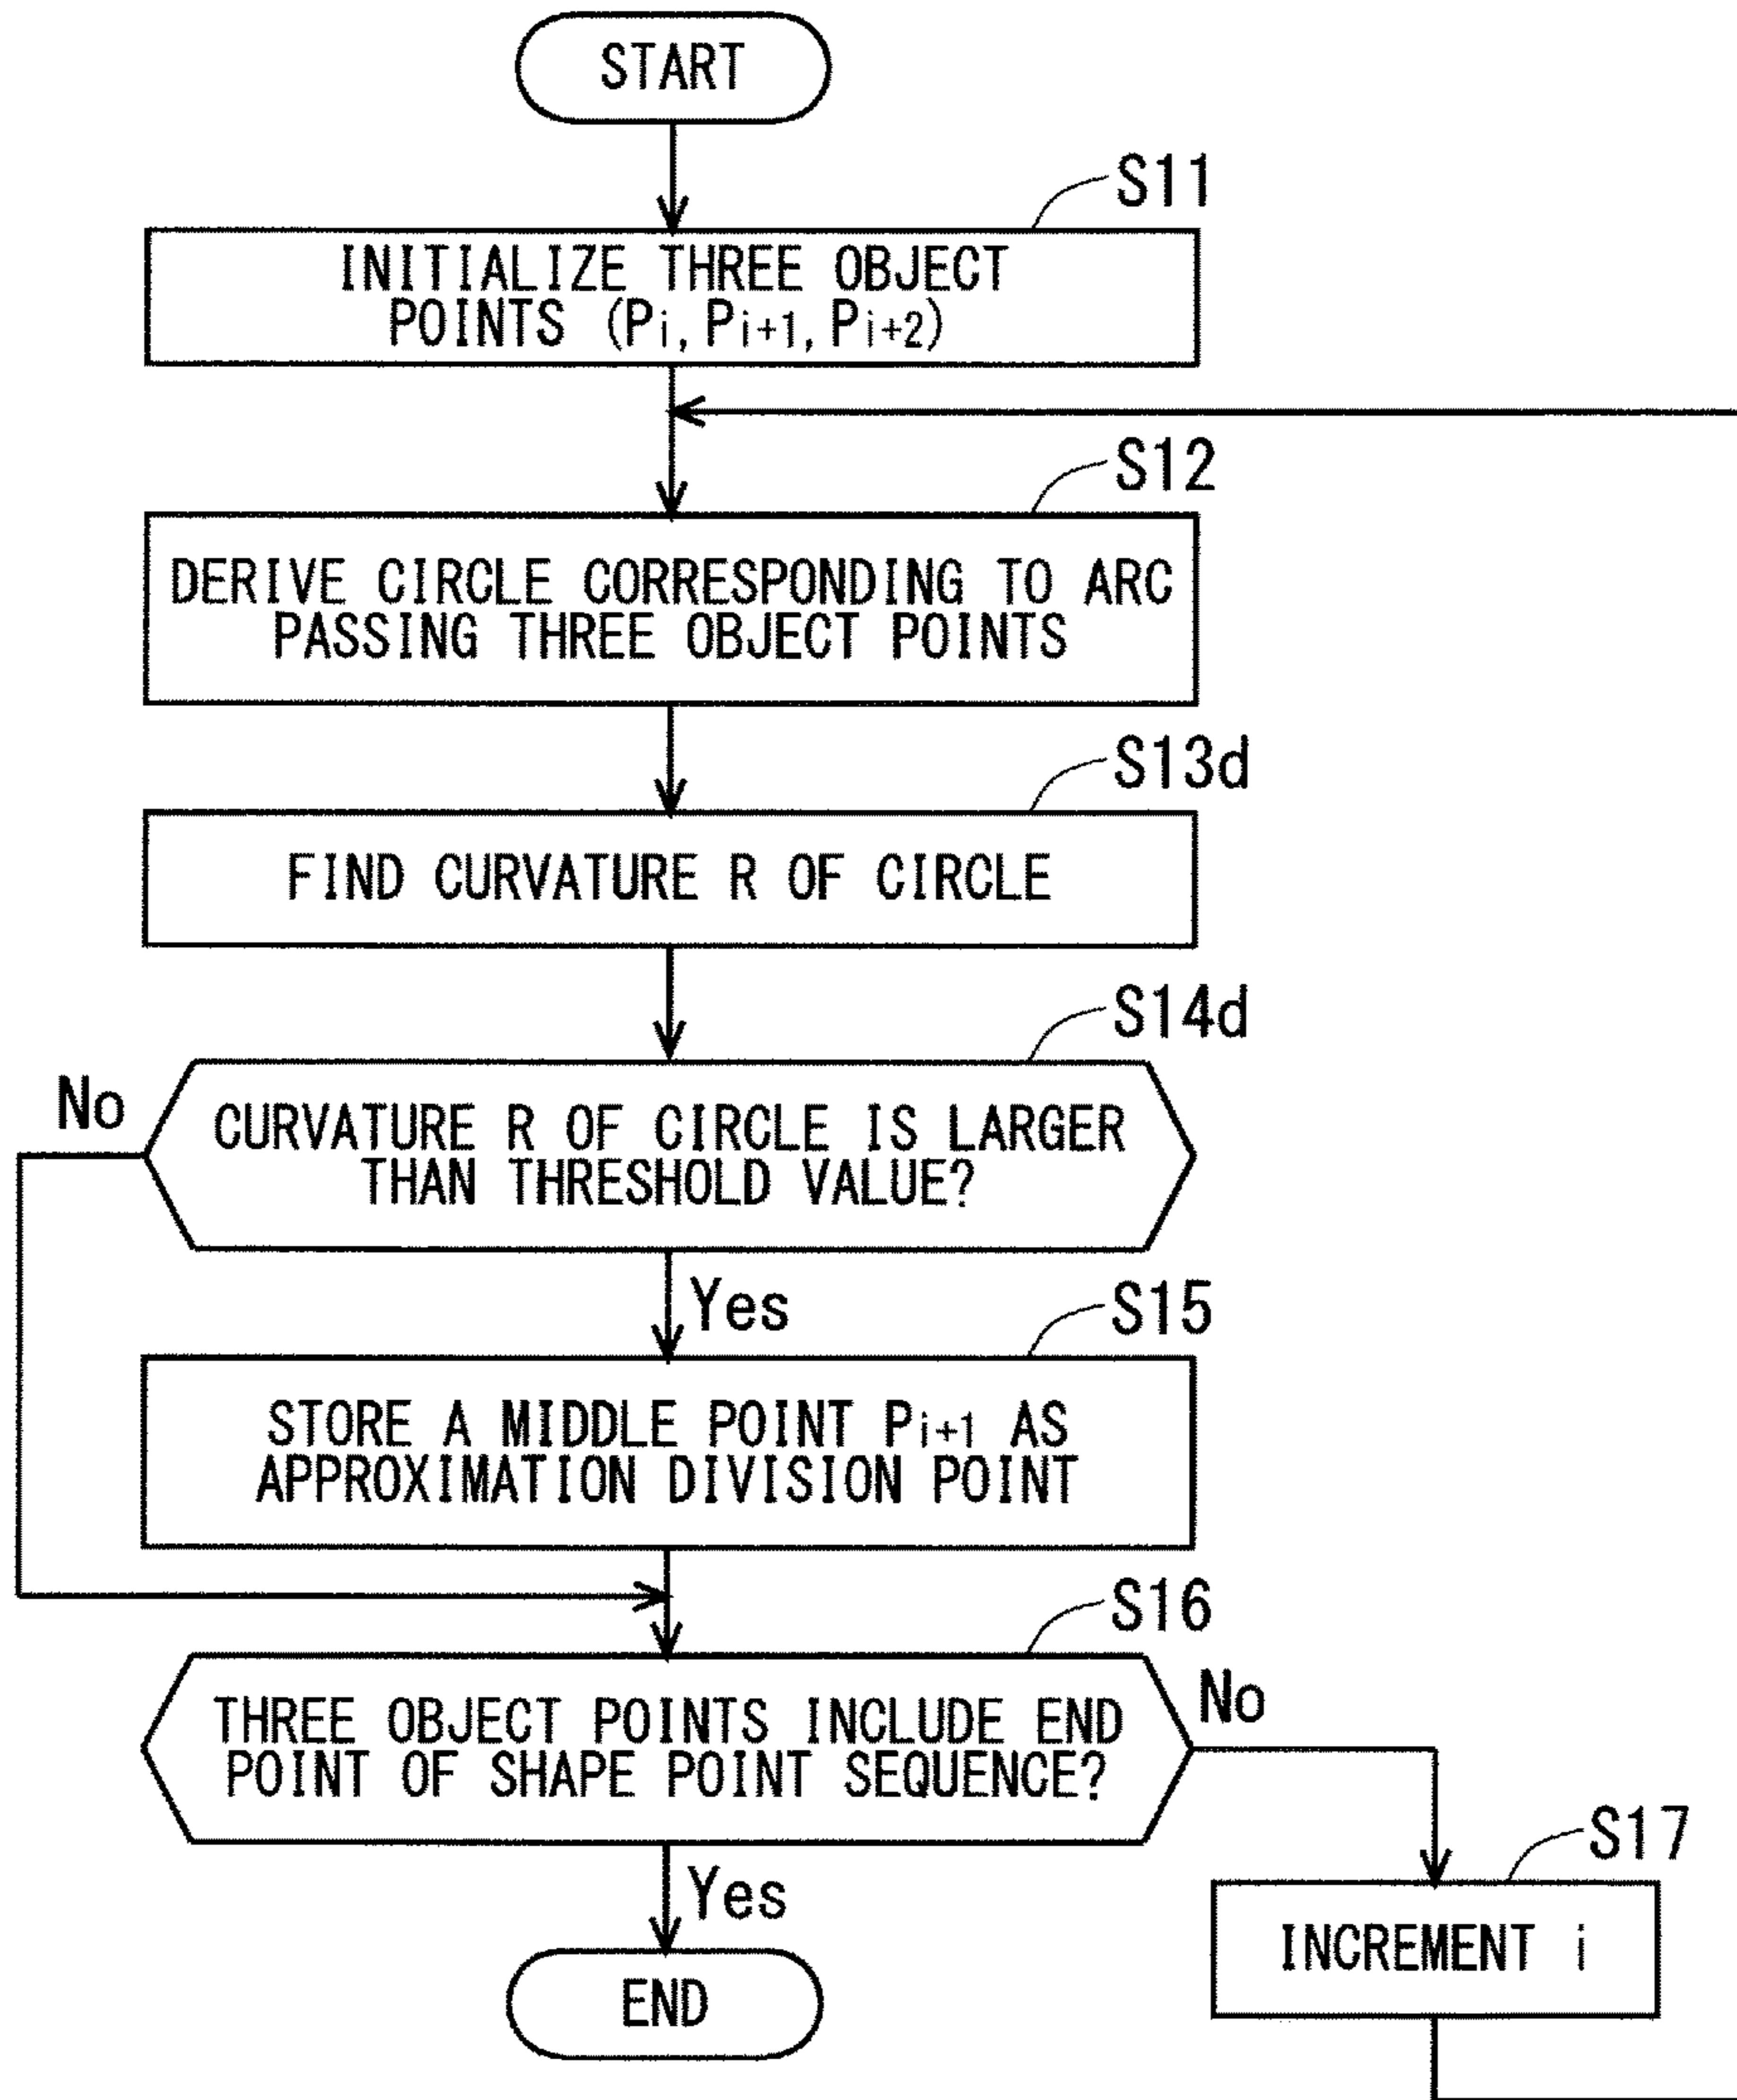 START
S11
INITIALIZE THREE OBJECT
POINTS (Pi, Pi+1, Pi+2)
S12
DERIVE CIRCLE CORRESPONDING TO ARC
PASSING THREE OBJECT POINTS
S13d
FIND CURVATURE R OF CIRCLE
S14d
No
CURVATURE R OF CIRCLE IS LARGER
THAN THRESHOLD VALUE?
Yes
S15
STORE A MIDDLE POINT Pi+1 AS
APPROXIMATION DIVISION POINT
S16
No
THREE OBJECT POINTS INCLUDE END
POINT OF SHAPE POINT SEQUENCE?
S17
Yes
INCREMENT i
END